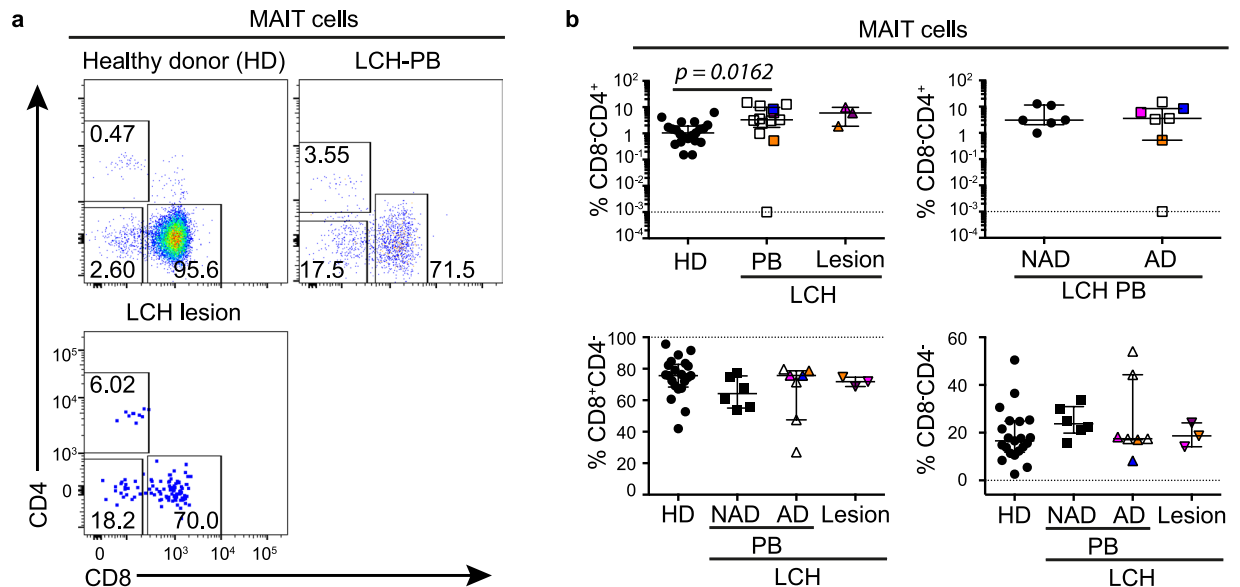 a
MAIT cells
Healthy donor (HD)
LCH-PB
0.47
2.60
95.6
3.55
17.5
71.5
LCH lesion
10⁵
10⁴
10³
0
6.02
18.2
70.0
0 10³ 10⁴ 10⁵
CD4
CD8
b
MAIT cells
% CD8⁻CD4⁺
10²
10
1
10⁻¹
10⁻²
10⁻³
10⁻⁴
p = 0.0162
HD PB Lesion
LCH
% CD8⁻CD4⁺
10²
10
1
10⁻¹
10⁻²
10⁻³
10⁻⁴
NAD AD
LCH PB
% CD8⁺CD4⁻
100
80
60
40
20
0
HD NAD AD Lesion
PB
LCH
% CD8⁻CD4⁻
60
40
20
0
HD NAD AD Lesion
PB
LCH